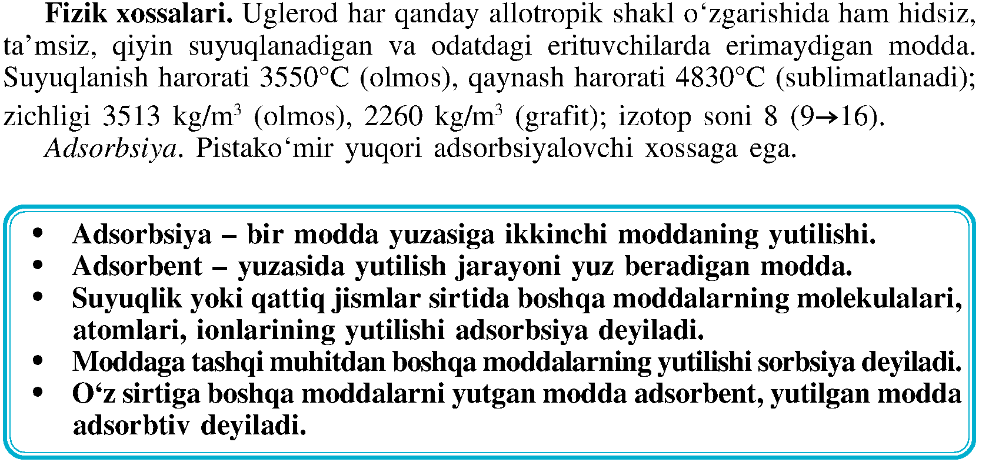 Fizik xossalari. Uglerod har qanday allotropik shakl o‘zgarishida ham hidsiz,
ta’msiz, qiyin suyuqlanadigan va odatdagi erituvchilarda erimaydigan modda.
Suyuqlanish harorati 3550°C (olmos), qaynash harorati 4830°C (sublimatlanadi);
zichligi 3513 kg/m³ (olmos), 2260 kg/m³ (grafit); izotop soni 8 (9→16).
Adsorbsiya. Pistako‘mir yuqori adsorbsiyalovchi xossaga ega.
• Adsorbsiya – bir modda yuzasiga ikkinchi moddaning yutilishi.
• Adsorbent – yuzasida yutilish jarayoni yuz beradigan modda.
• Suyuqlik yoki qattiq jismlar sirtida boshqa moddalarning molekulalari,
atomlari, ionlarining yutilishi adsorbsiya deyiladi.
• Moddaga tashqi muhitdan boshqa moddalarning yutilishi sorbsiya deyiladi.
• O‘z sirtiga boshqa moddalarni yutgan modda adsorbent, yutilgan modda
adsorbtiv deyiladi.